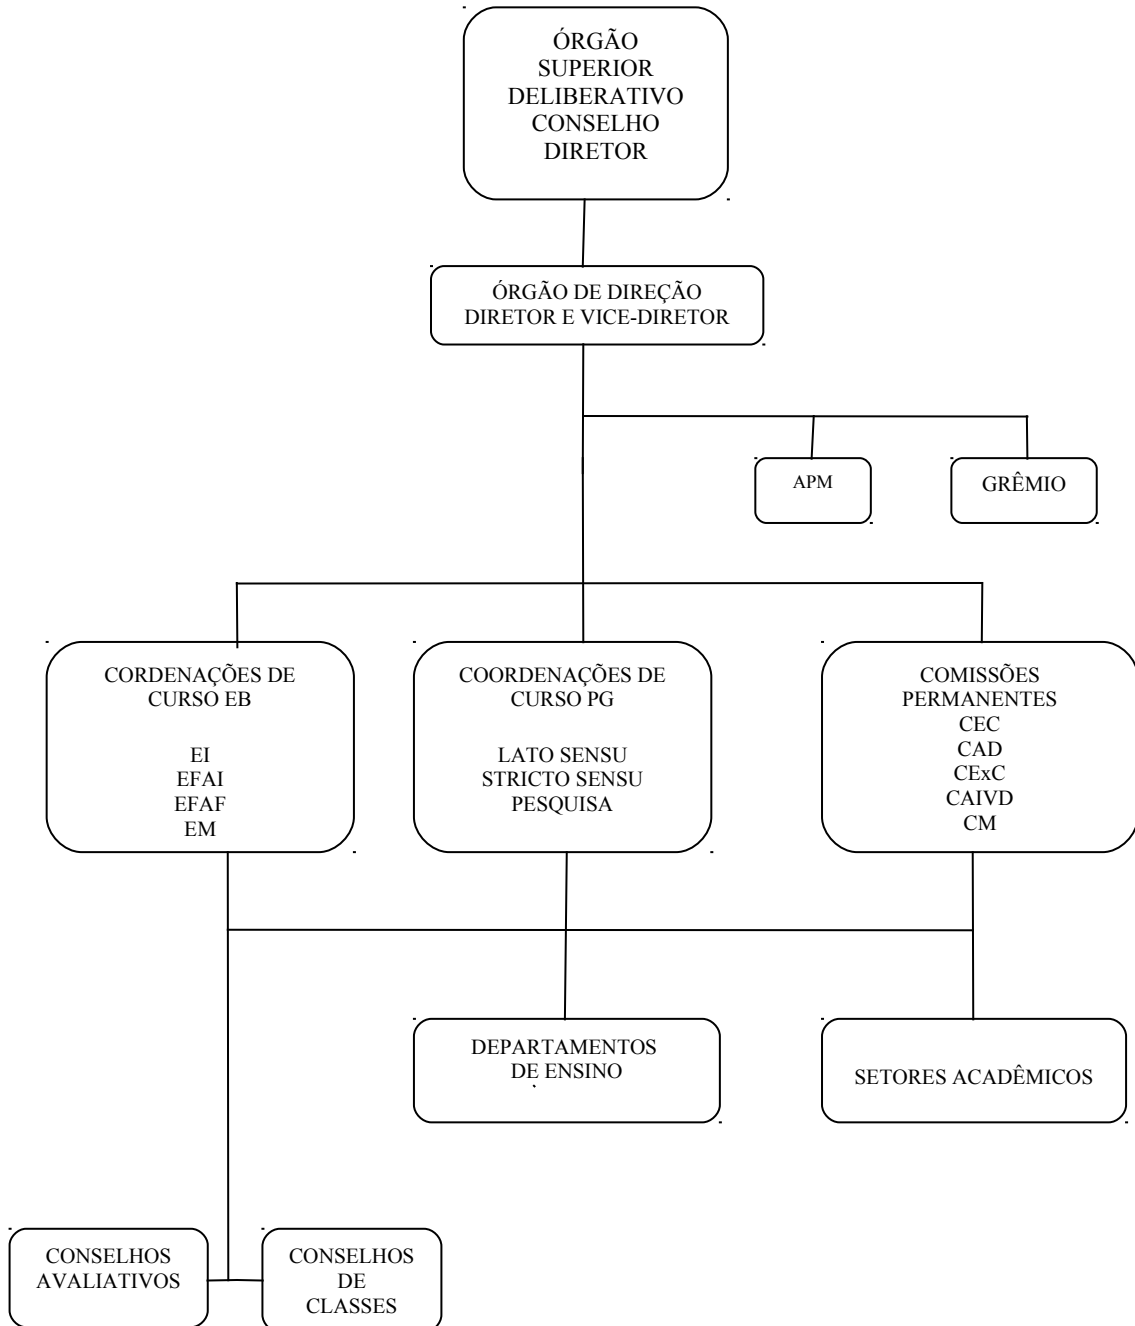 ÓRGÃO
SUPERIOR
DELIBERATIVO
CONSELHO
DIRETOR
ÓRGÃO DE DIREÇÃO
DIRETOR E VICE-DIRETOR
APM
GRÊMIO
CORDENAÇÕES DE
CURSO EB
EI
EFAI
EFAF
EM
COORDENAÇÕES DE
CURSO PG
LATO SENSU
STRICTO SENSU
PESQUISA
COMISSÕES
PERMANENTES
CEC
CAD
CExC
CAIVD
CM
DEPARTAMENTOS
DE ENSINO
SETORES ACADÊMICOS
CONSELHOS
AVALIATIVOS
CONSELHOS
DE
CLASSES